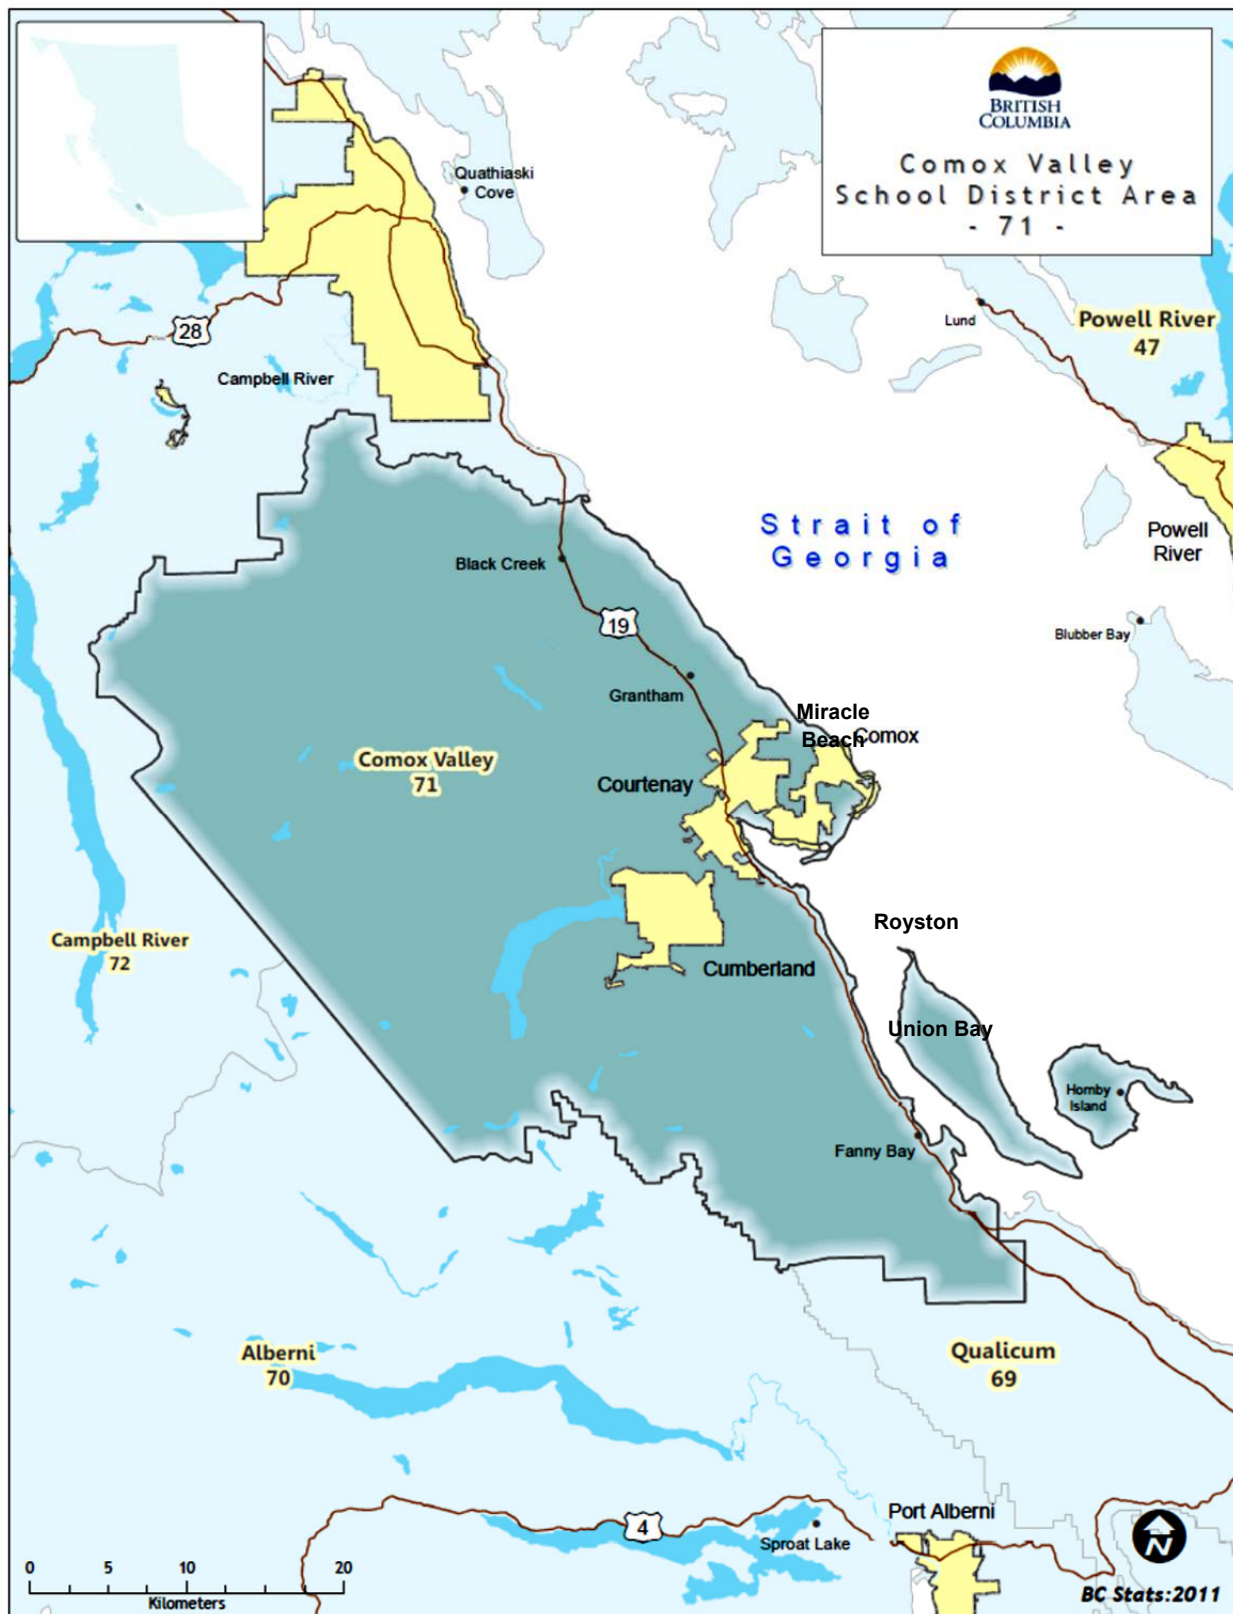 BRITISH
COLUMBIA
Comox Valley
School District Area
- 71 -
Quathiaski
Cove
Lund
Powell River
47
28
Campbell River
Powell
River
Strait of
Georgia
Black Creek
19
Blubber Bay
Grantham
Miracle
Beach
Comox
Comox Valley
71
Courtenay
Royston
Campbell River
72
Cumberland
Union Bay
Hornby
Island
Fanny Bay
Alberni
70
Qualicum
69
Port Alberni
4
Sproat Lake
N
0 5 10 20
Kilometers
BC Stats:2011